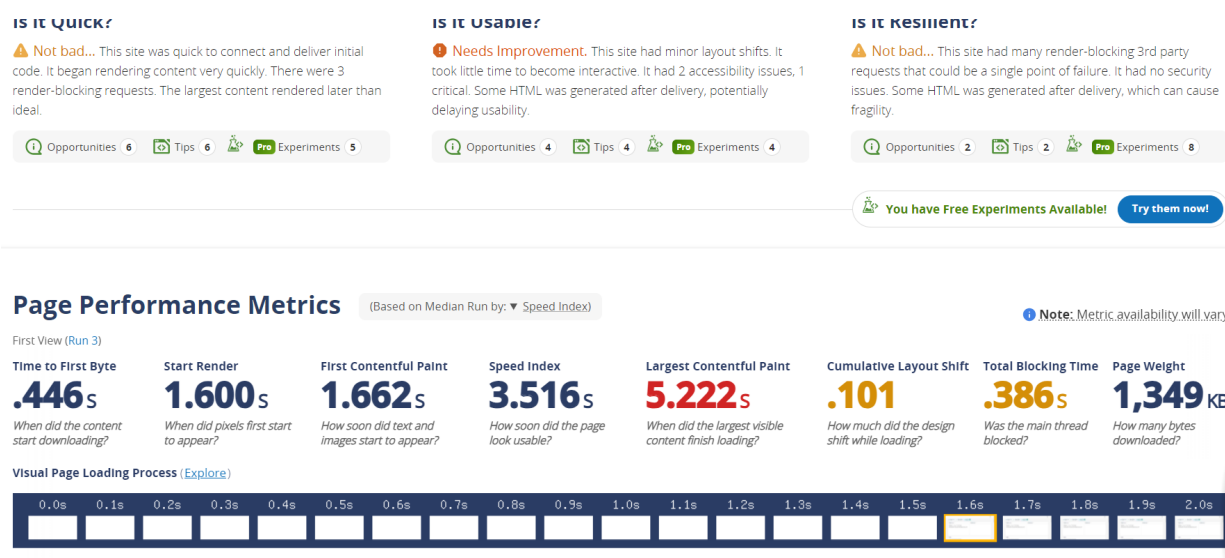 Is it Quick?
Not bad... This site was quick to connect and deliver initial
code. It began rendering content very quickly. There were 3
render-blocking requests. The largest content rendered later than
ideal.
Opportunities 6 Tips 6 Pro Experiments 5
Is it Usable?
Needs Improvement. This site had minor layout shifts. It
took little time to become interactive. It had 2 accessibility issues, 1
critical. Some HTML was generated after delivery, potentially
delaying usability.
Opportunities 4 Tips 4 Pro Experiments 4
Is it Resilient?
Not bad... This site had many render-blocking 3rd party
requests that could be a single point of failure. It had no security
issues. Some HTML was generated after delivery, which can cause
fragility.
Opportunities 2 Tips 2 Pro Experiments 8
You have Free Experiments Available! Try them now!
Page Performance Metrics (Based on Median Run by: ▼ Speed Index)
Note: Metric availability will vary
First View (Run 3)
Time to First Byte
.446s
When did the content
start downloading?
Start Render
1.600s
When did pixels first start
to appear?
First Contentful Paint
1.662s
How soon did text and
images start to appear?
Speed Index
3.516s
How soon did the page
look usable?
Largest Contentful Paint
5.222s
When did the largest visible
content finish loading?
Cumulative Layout Shift
.101
How much did the design
shift while loading?
Total Blocking Time
.386s
Was the main thread
blocked?
Page Weight
1,349 KB
How many bytes
downloaded?
Visual Page Loading Process (Explore)
0.0s 0.1s 0.2s 0.3s 0.4s 0.5s 0.6s 0.7s 0.8s 0.9s 1.0s 1.1s 1.2s 1.3s 1.4s 1.5s 1.6s 1.7s 1.8s 1.9s 2.0s